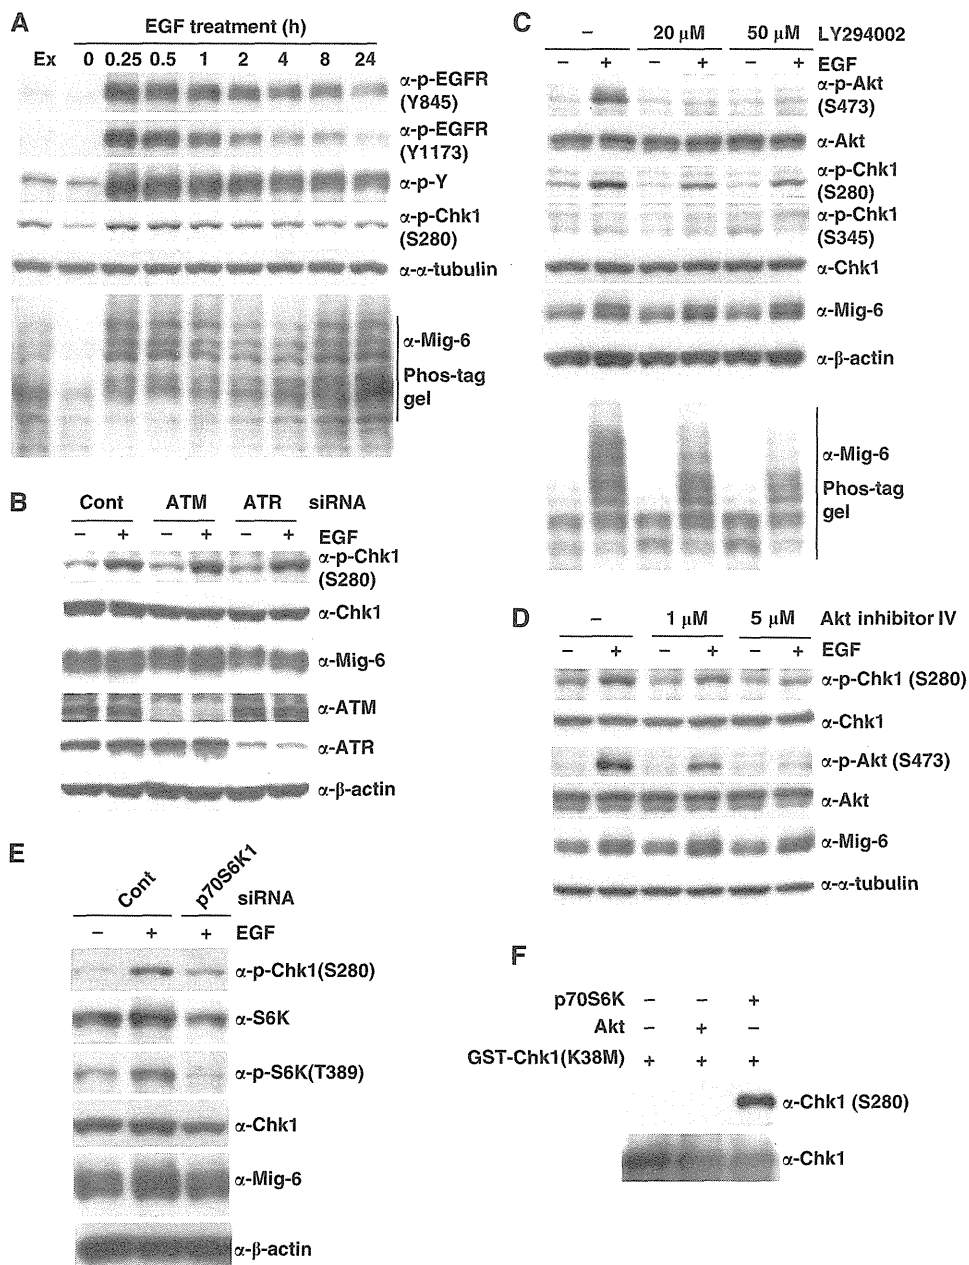 A
EGF treatment (h)
Ex 0 0.25 0.5 1 2 4 8 24
α-p-EGFR
(Y845)
α-p-EGFR
(Y1173)
α-p-Y
α-p-Chk1
(S280)
α-α-tubulin
α-Mig-6
Phos-tag
gel
B
Cont ATM ATR siRNA
− + − + − + EGF
α-p-Chk1
(S280)
α-Chk1
α-Mig-6
α-ATM
α-ATR
α-β-actin
E
Cont p70S6K1 siRNA
− + + EGF
α-p-Chk1(S280)
α-S6K
α-p-S6K(T389)
α-Chk1
α-Mig-6
α-β-actin
C
− 20 μM 50 μM LY294002
− + − + − + EGF
α-p-Akt
(S473)
α-Akt
α-p-Chk1
(S280)
α-p-Chk1
(S345)
α-Chk1
α-Mig-6
α-β-actin
α-Mig-6
Phos-tag
gel
D
− 1 μM 5 μM Akt inhibitor IV
− + − + − + EGF
α-p-Chk1 (S280)
α-Chk1
α-p-Akt (S473)
α-Akt
α-Mig-6
α-α-tubulin
F
p70S6K − − +
Akt − + −
GST-Chk1(K38M) + + +
α-Chk1 (S280)
α-Chk1